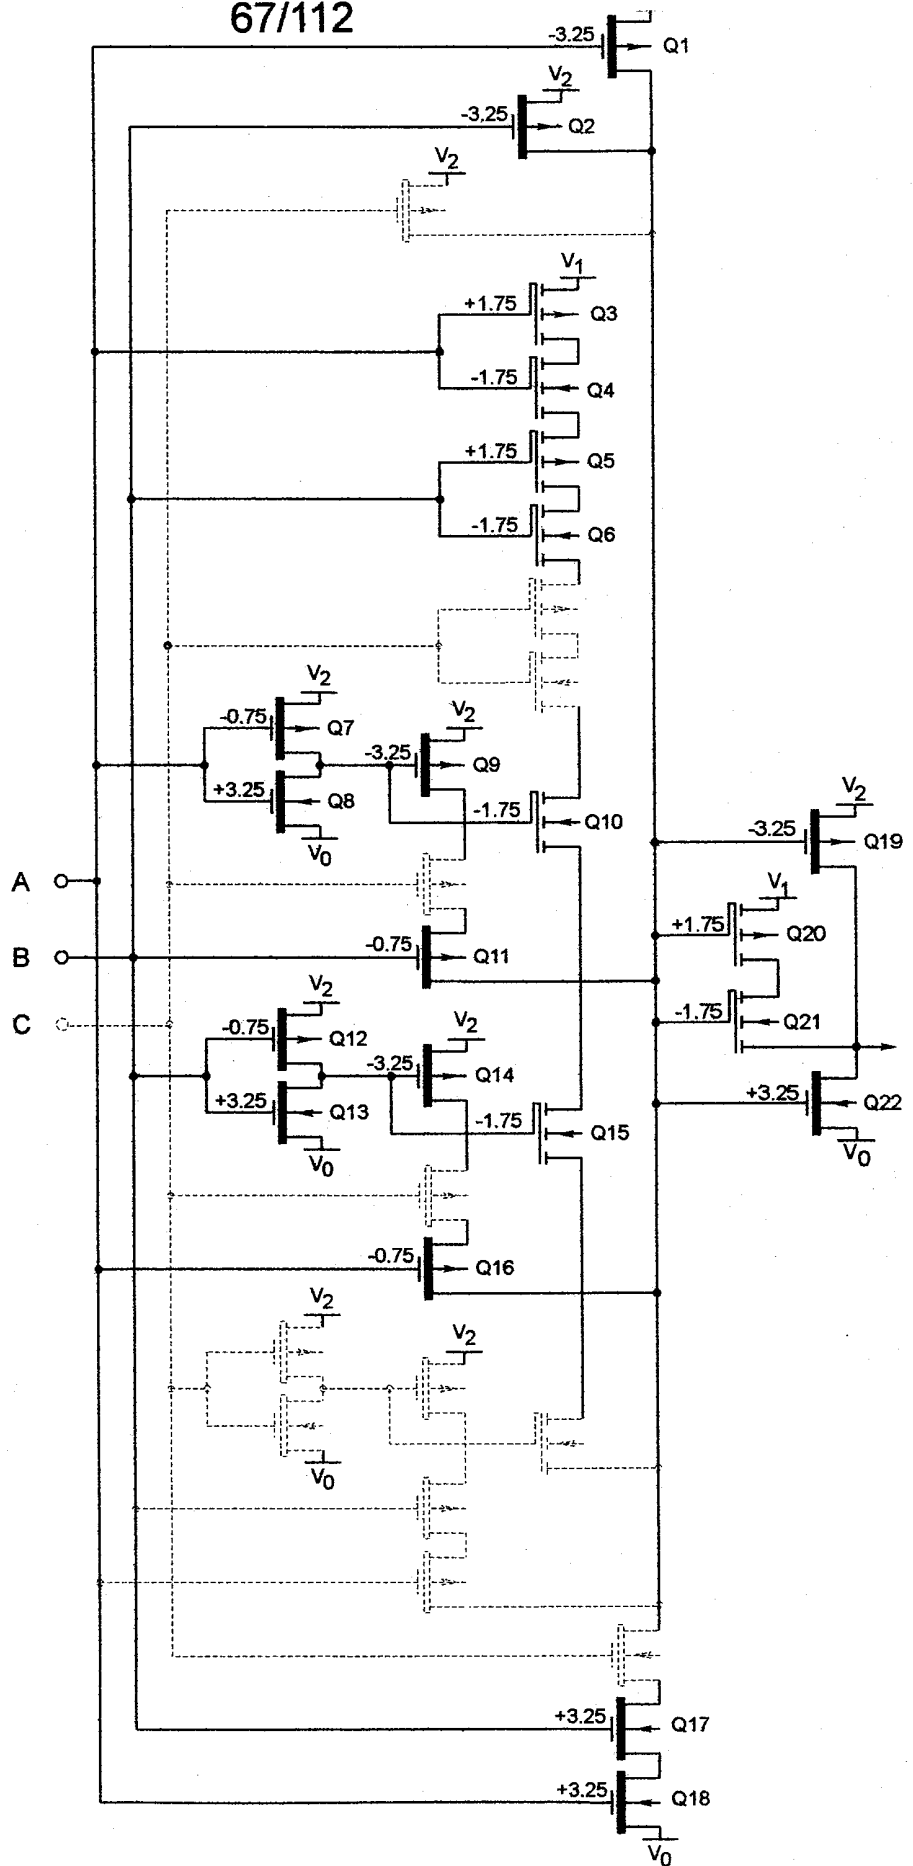 67/112
-3.25 Q1
V2
-3,25 Q2
V2
V1
+1.75 Q3
-1.75 Q4
+1.75 Q5
-1.75 Q6
V2
-0.75 Q7
V2
-3.25 Q9
+3.25 Q8
-1.75 Q10
V0
V2
-3.25 Q19
A
V1
+1.75 Q20
B
-0.75 Q11
V2
C
-1.75 Q21
V2
-0.75 Q12
-3.25 Q14
+3.25 Q13
+3.25 Q22
-1.75 Q15
V0
V0
-0.75 Q16
V2
V2
V0
+3.25 Q17
+3.25 Q18
V0